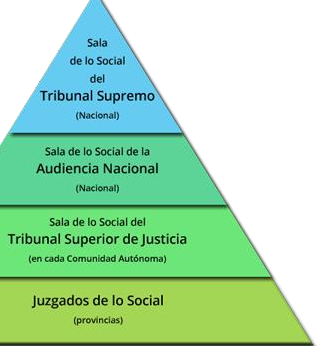 Sala
de lo Social
del
Tribunal Supremo
(Nacional)
Sala de lo Social de la
Audiencia Nacional
(Nacional)
Sala de lo Social del
Tribunal Superior de Justicia
(en cada Comunidad Autónoma)
Juzgados de lo Social
(provincias)